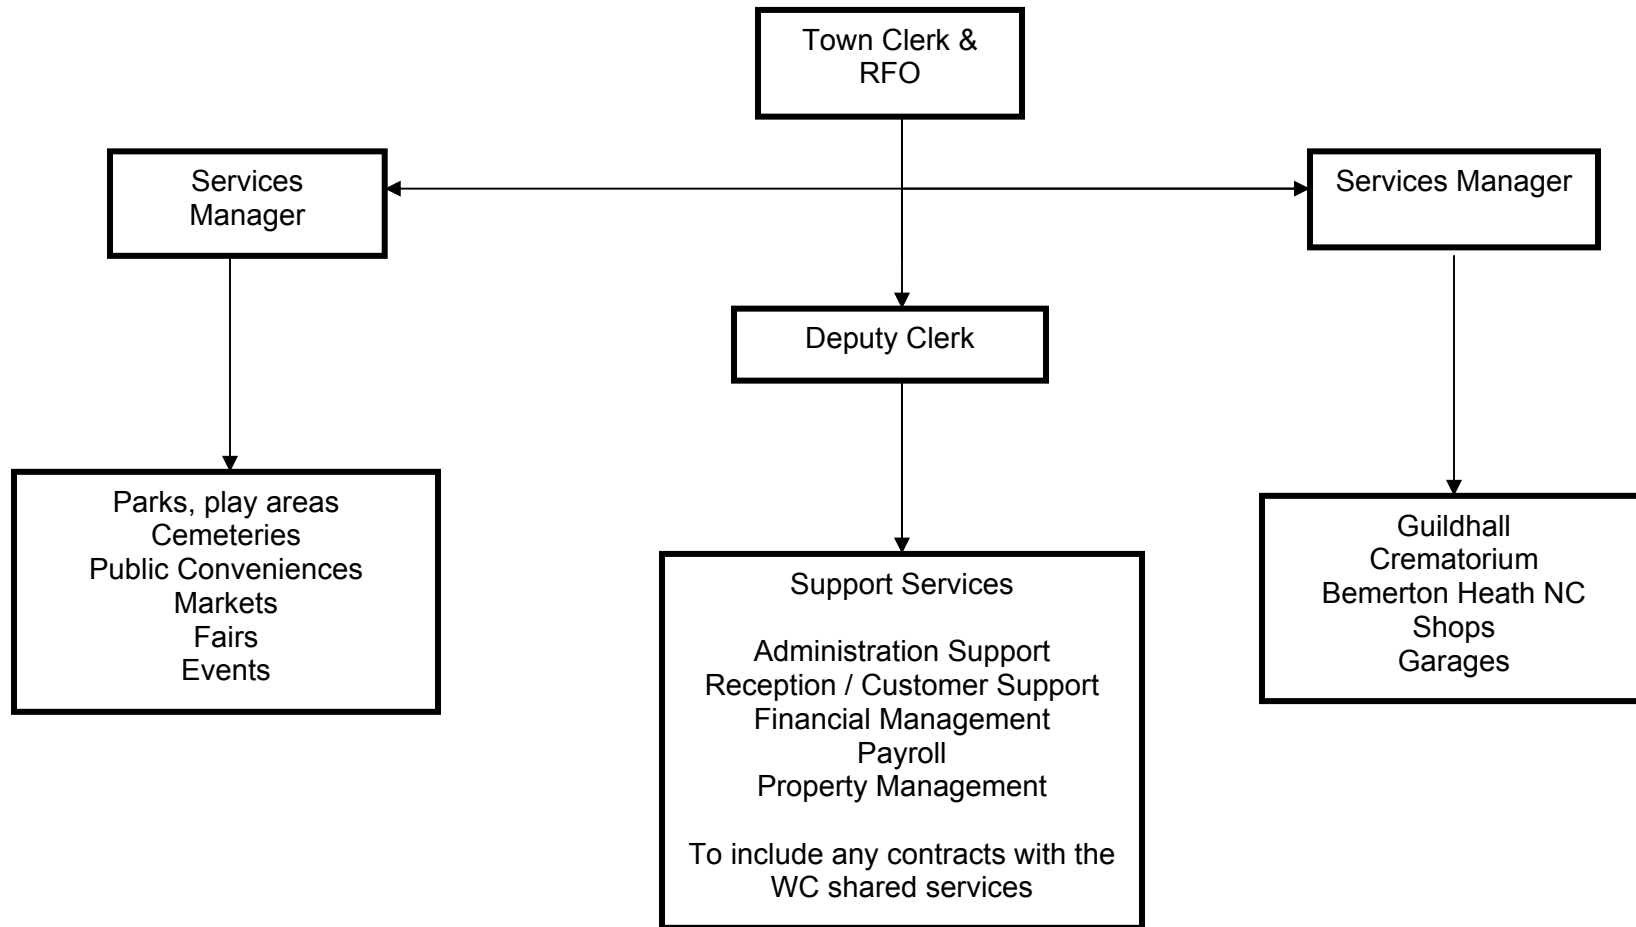 Town Clerk &
RFO
Services
Manager
Services Manager
Deputy Clerk
Parks, play areas
Cemeteries
Public Conveniences
Markets
Fairs
Events
Support Services
Administration Support
Reception / Customer Support
Financial Management
Payroll
Property Management
To include any contracts with the
WC shared services
Guildhall
Crematorium
Bemerton Heath NC
Shops
Garages